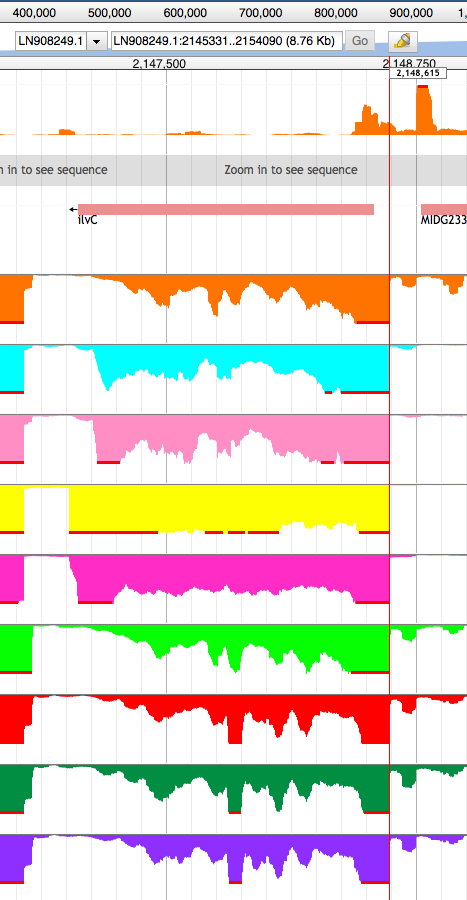 400,000 500,000 600,000 700,000 800,000 900,000 1,
LN908249.1 LN908249.1:2145331..2154090 (8.76 Kb) Go
2,147,500 2,148,750
2,148,615
n in to see sequence Zoom in to see sequence
ilvC MIDG233